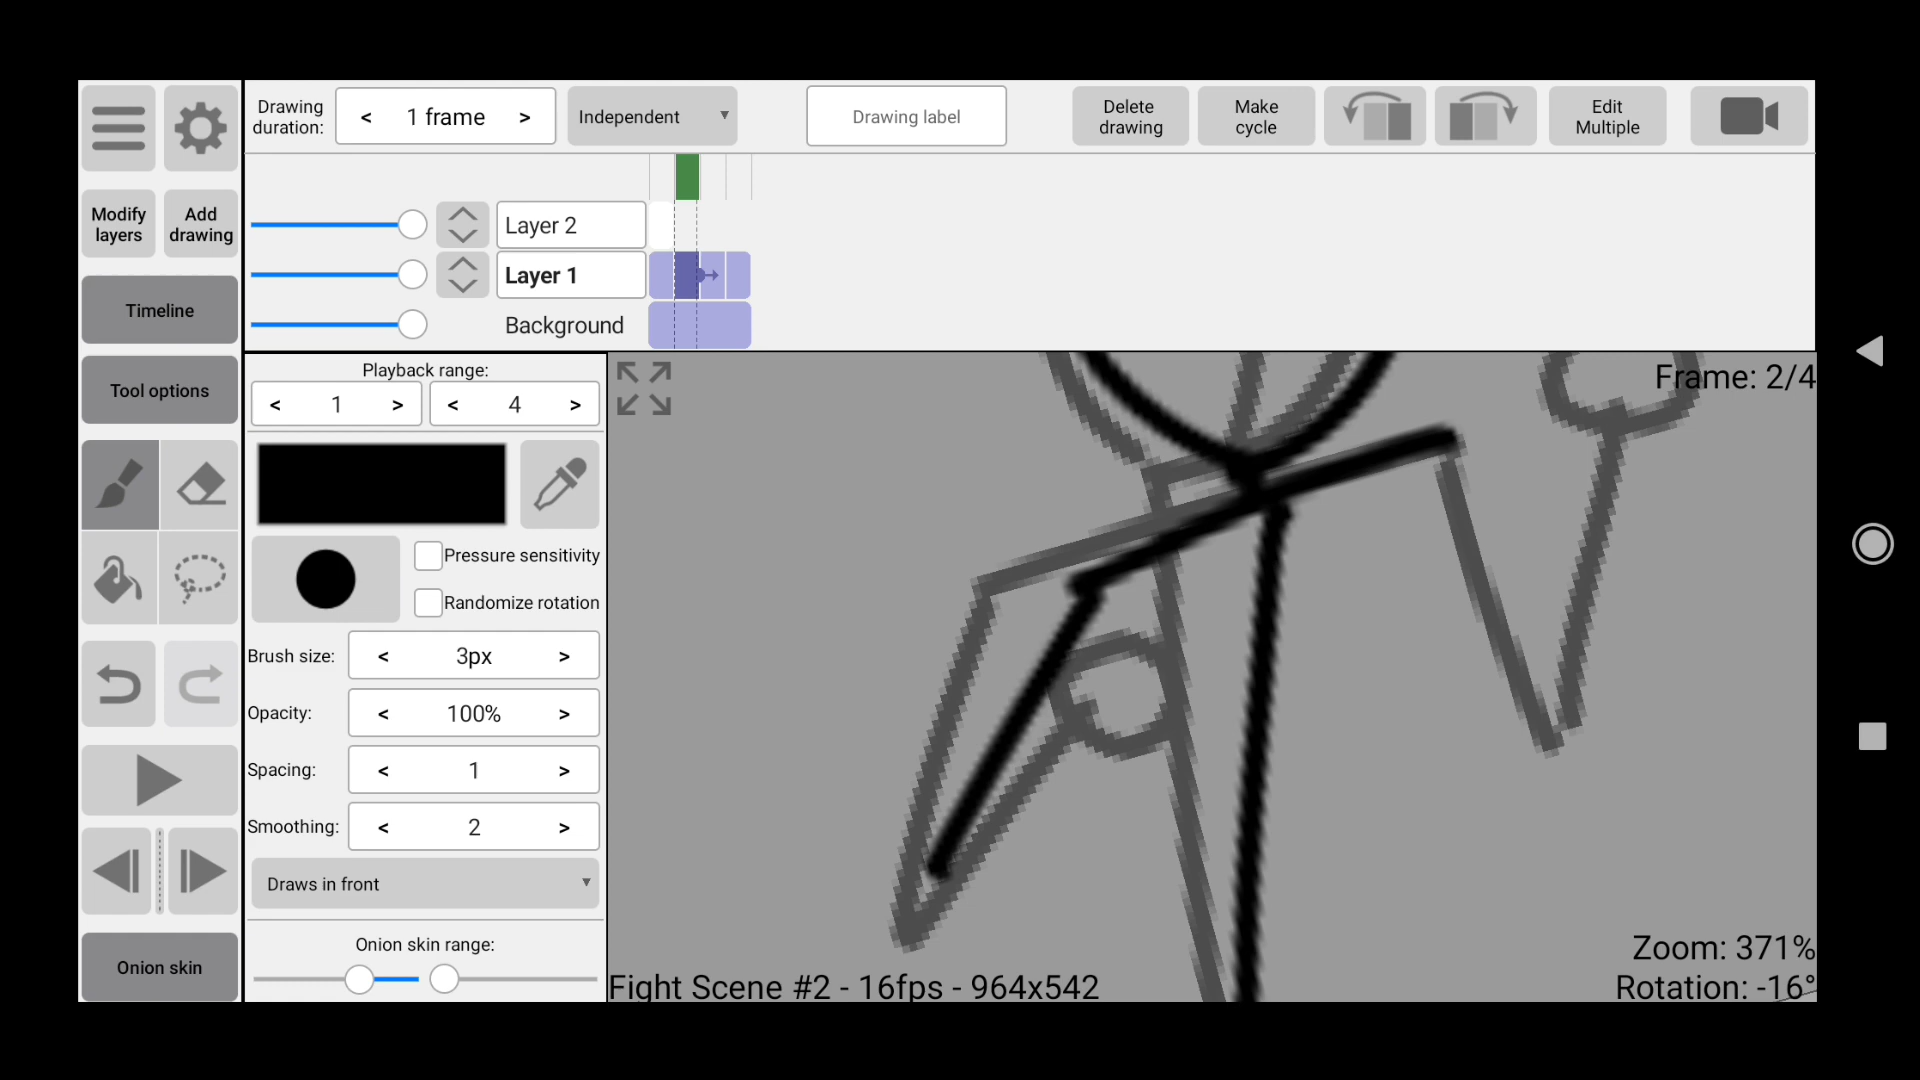 Drawing
duration:
< 1 frame >
Independent
Drawing label
Delete
drawing
Make
cycle
Edit
Multiple
Modify
layers
Add
drawing
Layer 2
Layer 1
Background
Timeline
Tool options
Playback range:
< 1 >
< 4 >
Frame: 2/4
Pressure sensitivity
Randomize rotation
Brush size:
< 3px >
Opacity:
< 100% >
Spacing:
< 1 >
Smoothing:
< 2 >
Draws in front
Onion skin range:
Onion skin
Fight Scene #2 - 16fps - 964x542
Zoom: 371%
Rotation: -16°